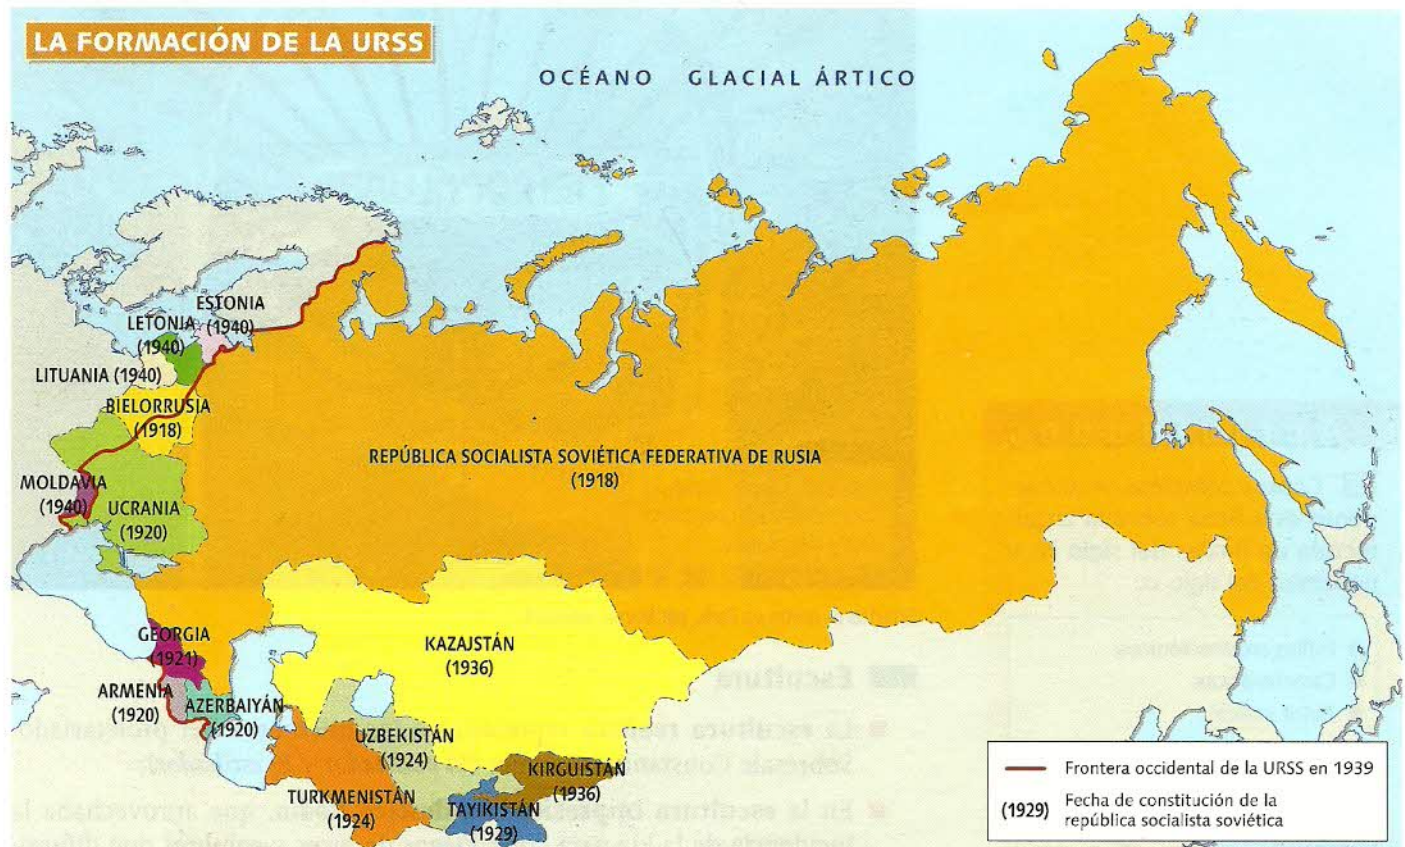 LA FORMACIÓN DE LA URSS
OCÉANO GLACIAL ÁRTICO
ESTONIA
(1940)
LETONIA
(1940)
LITUANIA (1940)
BIELORRUSIA
(1918)
REPÚBLICA SOCIALISTA SOVIÉTICA FEDERATIVA DE RUSIA
(1918)
MOLDAVIA
(1940)
UCRANIA
(1920)
GEORGIA
(1921)
KAZAJSTÁN
(1936)
ARMENIA
(1920)
AZERBAIYÁN
(1920)
UZBEKISTÁN
(1924)
KIRGUISTÁN
(1936)
TURKMENISTÁN
(1924)
TAYIKISTÁN
(1929)
Frontera occidental de la URSS en 1939
(1929) Fecha de constitución de la
república socialista soviética
Escultura